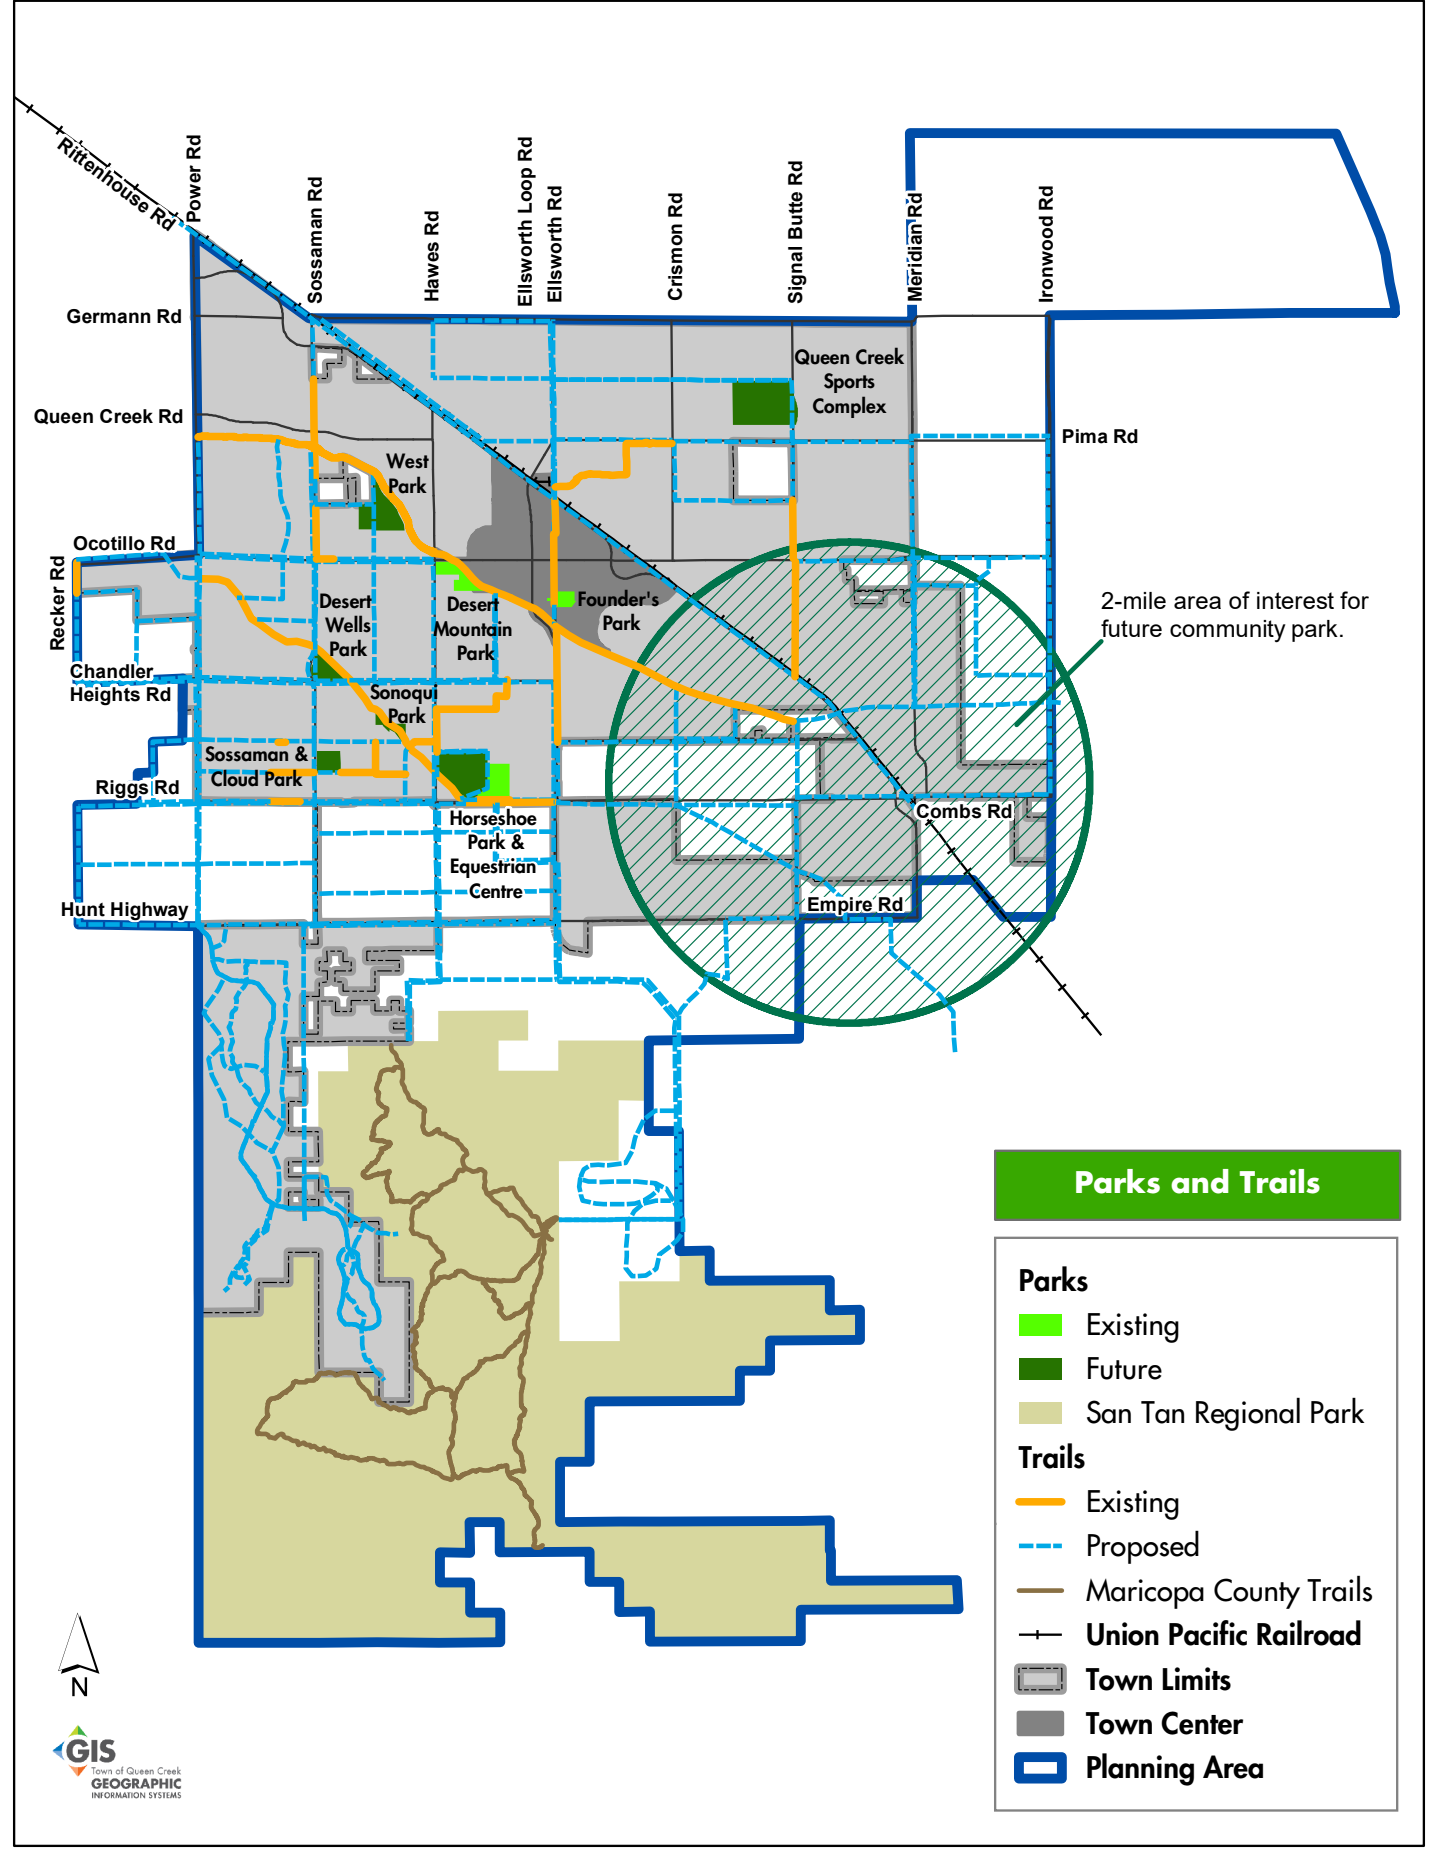 Rittenhouse Rd
Power Rd
Sossaman Rd
Hawes Rd
Ellsworth Loop Rd
Ellsworth Rd
Crismon Rd
Signal Butte Rd
Meridian Rd
Ironwood Rd
Germann Rd
Queen Creek
Sports
Complex
Queen Creek Rd
Pima Rd
West
Park
Ocotillo Rd
Recker Rd
Desert
Wells
Park
Desert
Mountain
Park
Founder's
Park
2-mile area of interest for
future community park.
Chandler
Heights Rd
Sonoqui
Park
Sossaman &
Cloud Park
Riggs Rd
Combs Rd
Horseshoe
Park &
Equestrian
Centre
Hunt Highway
Empire Rd
Parks and Trails
Parks
Existing
Future
San Tan Regional Park
Trails
Existing
Proposed
Maricopa County Trails
Union Pacific Railroad
Town Limits
Town Center
Planning Area
N
GIS
Town of Queen Creek
GEOGRAPHIC
INFORMATION SYSTEMS